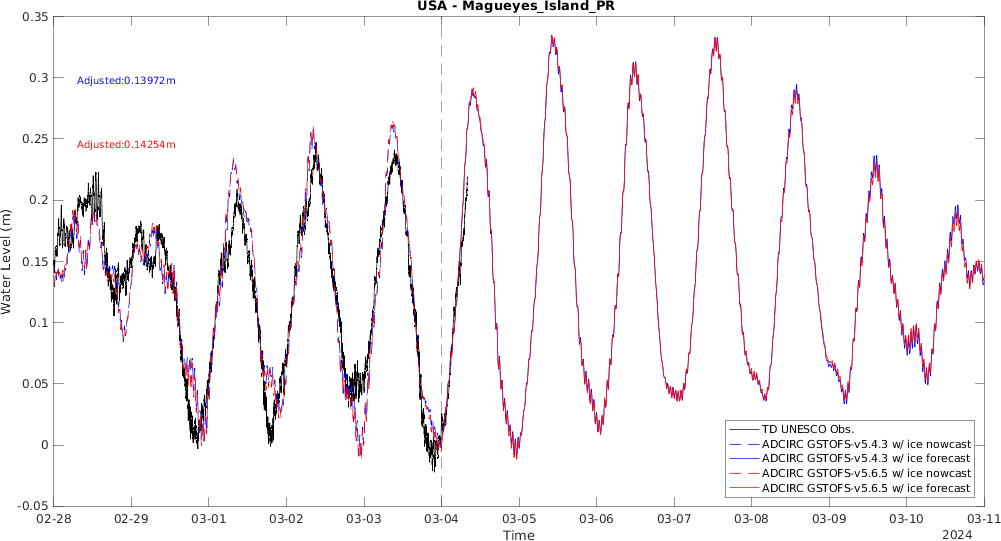 USA - Magueyes_Island_PR
0.35
0.3
0.25
0.2
0.15
0.1
0.05
0
-0.05
Water Level (m)
Adjusted:0.13972m
Adjusted:0.14254m
TD UNESCO Obs.
ADCIRC GSTOFS-v5.4.3 w/ ice nowcast
ADCIRC GSTOFS-v5.4.3 w/ ice forecast
ADCIRC GSTOFS-v5.6.5 w/ ice nowcast
ADCIRC GSTOFS-v5.6.5 w/ ice forecast
02-28 02-29 03-01 03-02 03-03 03-04 03-05 03-06 03-07 03-08 03-09 03-10 03-11
Time
2024